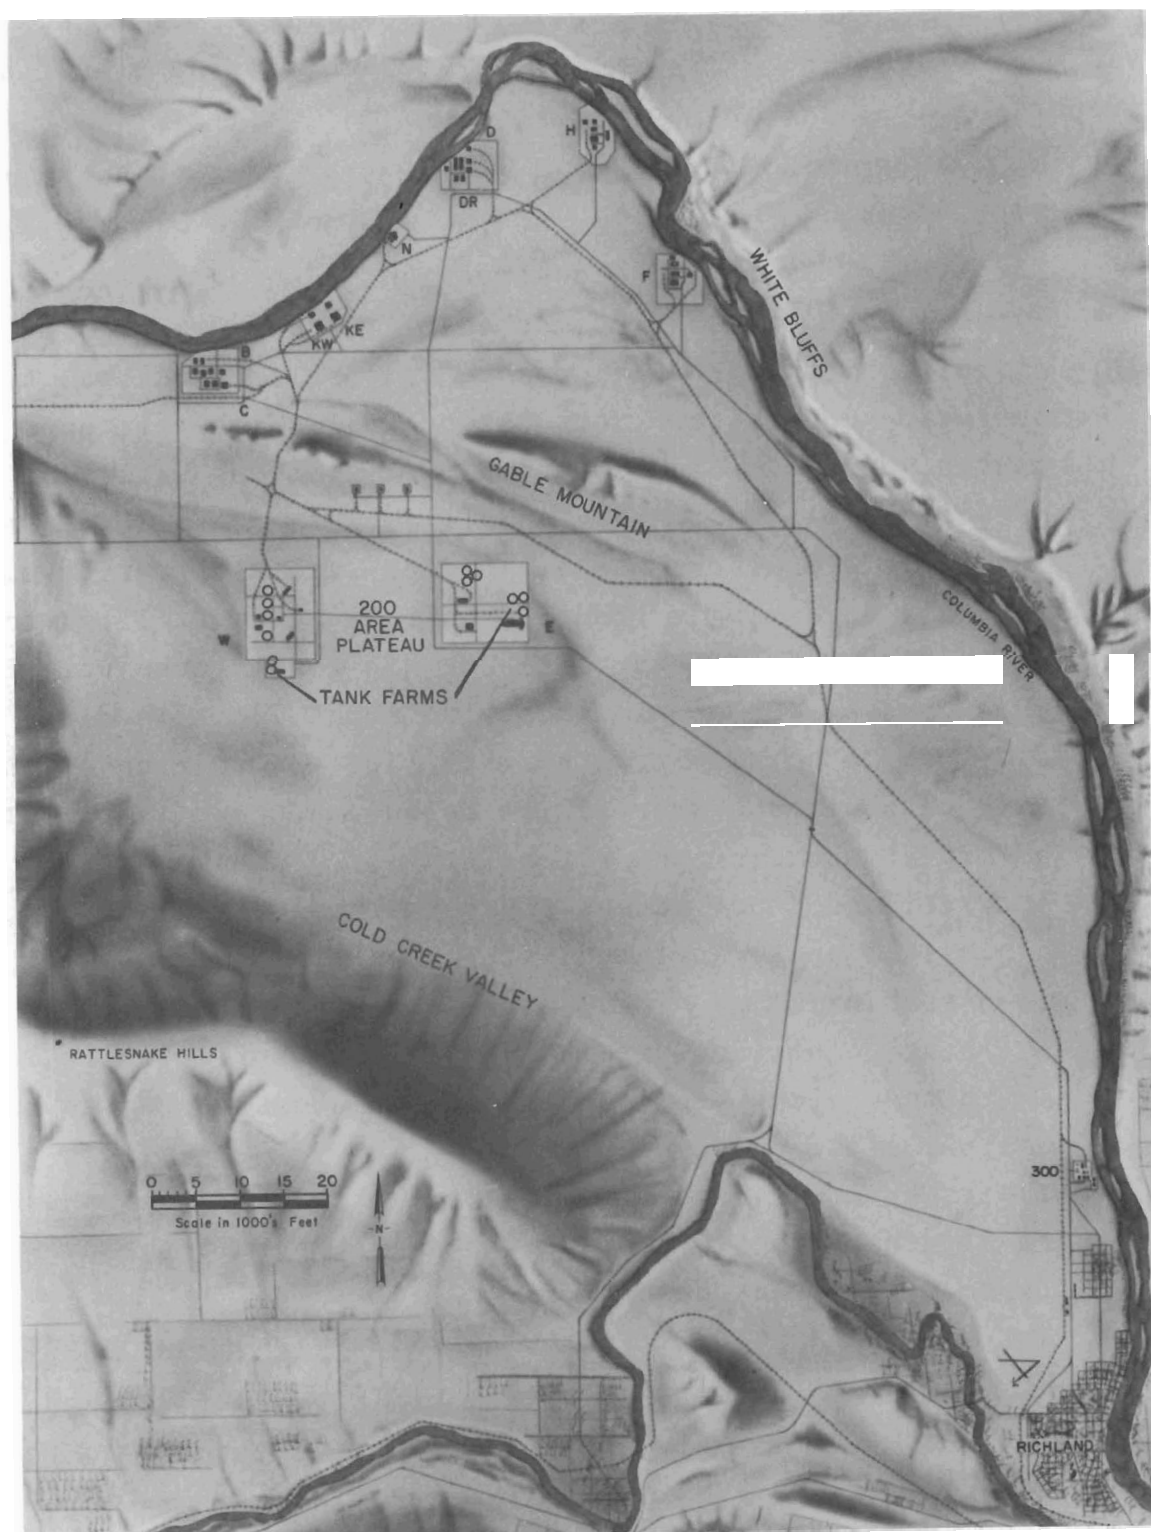 D
H
DR
N
F
WHITE BLUFFS
KE
KW
B
C
GABLE MOUNTAIN
200
AREA
PLATEAU
W
E
COLUMBIA RIVER
TANK FARMS
COLD CREEK VALLEY
RATTLESNAKE HILLS
0 5 10 15 20
Scale in 1000's Feet
-N-
300
RICHLAND